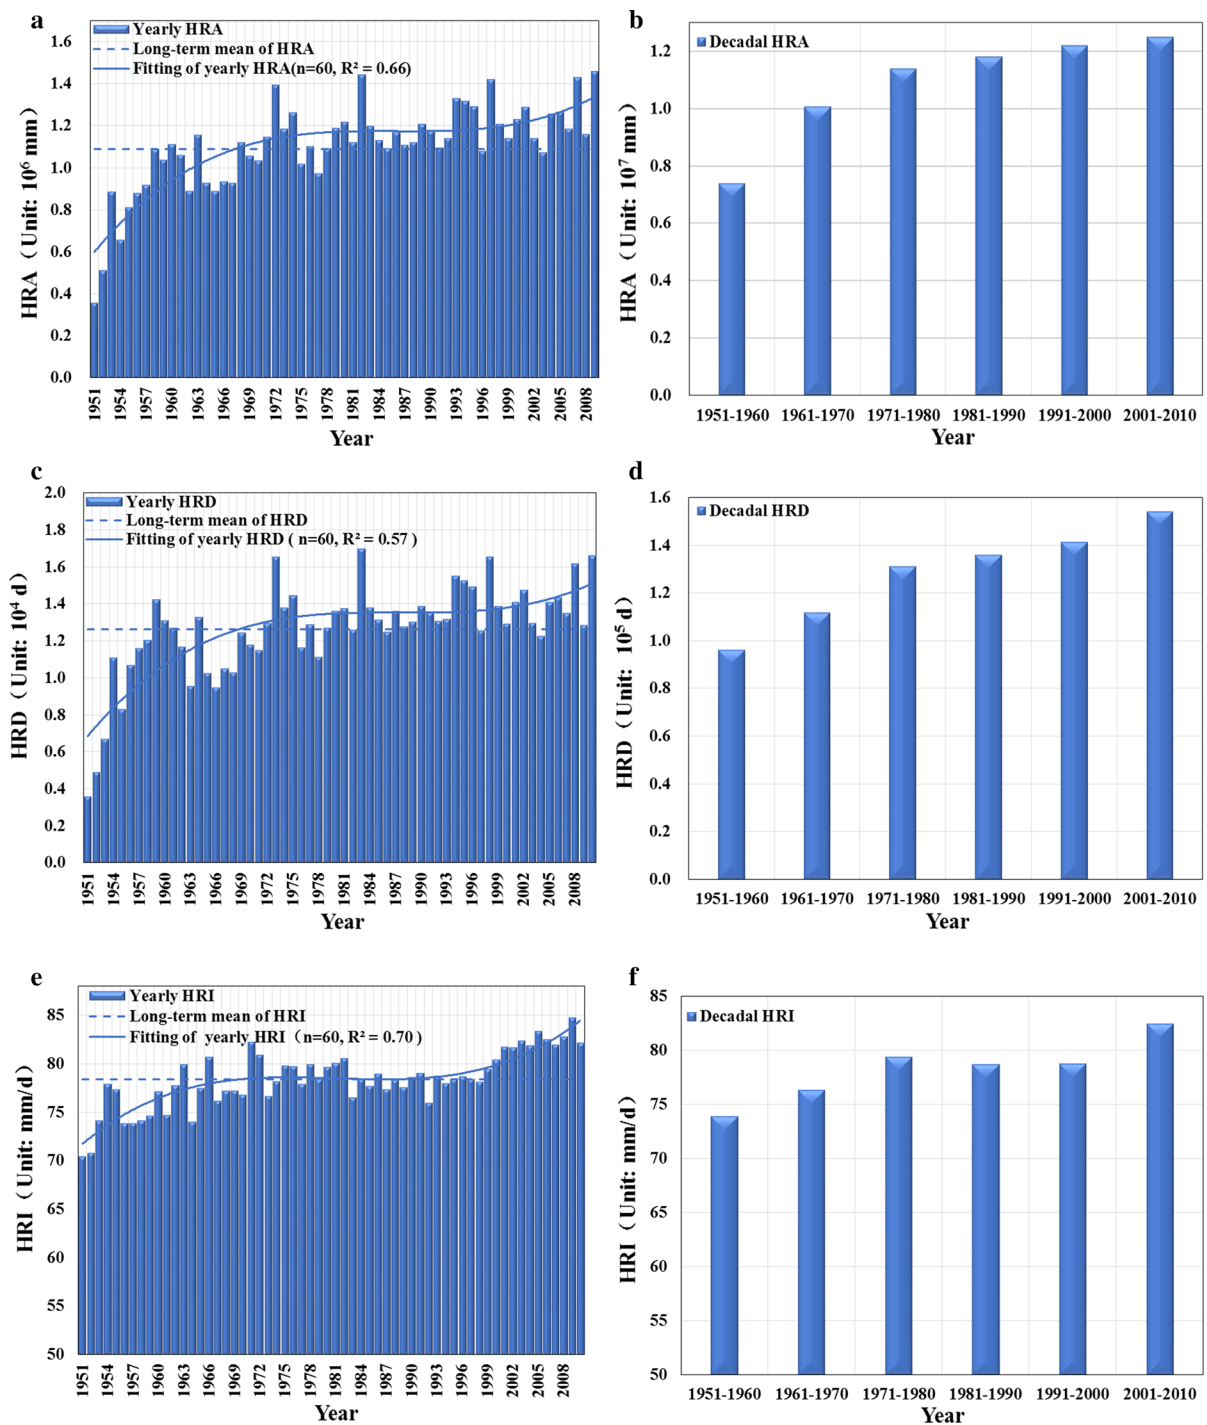 a
Yearly HRA
Long-term mean of HRA
Fitting of yearly HRA(n=60, R² = 0.66)
HRA（Unit: 10⁶ mm）
1.6
1.4
1.2
1.0
0.8
0.6
0.4
0.2
0.0
1951 1954 1957 1960 1963 1966 1969 1972 1975 1978 1981 1984 1987 1990 1993 1996 1999 2002 2005 2008
Year
b
Decadal HRA
HRA（Unit: 10⁷ mm）
1.2
1.0
0.8
0.6
0.4
0.2
0.0
1951-1960 1961-1970 1971-1980 1981-1990 1991-2000 2001-2010
Year
c
Yearly HRD
Long-term mean of HRD
Fitting of yearly HRD ( n=60, R² = 0.57 )
HRD（Unit: 10⁴ d）
2.0
1.8
1.6
1.4
1.2
1.0
0.8
0.6
0.4
0.2
0.0
1951 1954 1957 1960 1963 1966 1969 1972 1975 1978 1981 1984 1987 1990 1993 1996 1999 2002 2005 2008
Year
d
Decadal HRD
HRD（Unit: 10⁵ d）
1.6
1.4
1.2
1.0
0.8
0.6
0.4
0.2
0.0
1951-1960 1961-1970 1971-1980 1981-1990 1991-2000 2001-2010
Year
e
Yearly HRI
Long-term mean of HRI
Fitting of yearly HRI（n=60, R² = 0.70 )
HRI（Unit: mm/d）
85
80
75
70
65
60
55
50
1951 1954 1957 1960 1963 1966 1969 1972 1975 1978 1981 1984 1987 1990 1993 1996 1999 2002 2005 2008
Year
f
Decadal HRI
HRI（Unit: mm/d）
85
80
75
70
65
60
55
50
1951-1960 1961-1970 1971-1980 1981-1990 1991-2000 2001-2010
Year